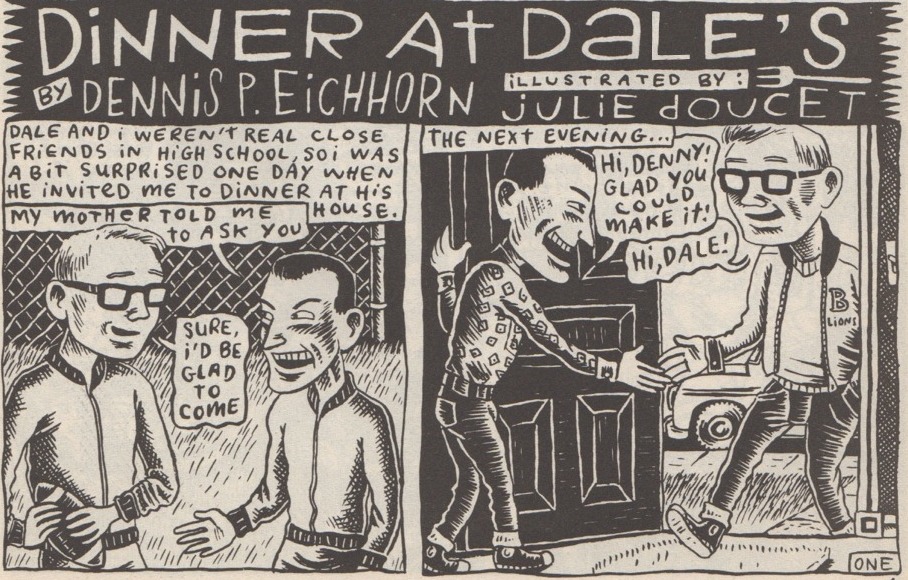 DINNER AT DALE'S
BY DENNIS P. EICHHORN
ILLUSTRATED BY:
JULIE DOUCET
DALE AND I WEREN'T REAL CLOSE
FRIENDS IN HIGH SCHOOL, SO I WAS
A BIT SURPRISED ONE DAY WHEN
HE INVITED ME TO DINNER AT HIS
HOUSE.
MY MOTHER TOLD ME
TO ASK YOU
SURE,
I'D BE
GLAD
TO
COME
THE NEXT EVENING...
HI, DENNY!
GLAD YOU
COULD
MAKE IT!
HI, DALE!
B
LIONS
ONE